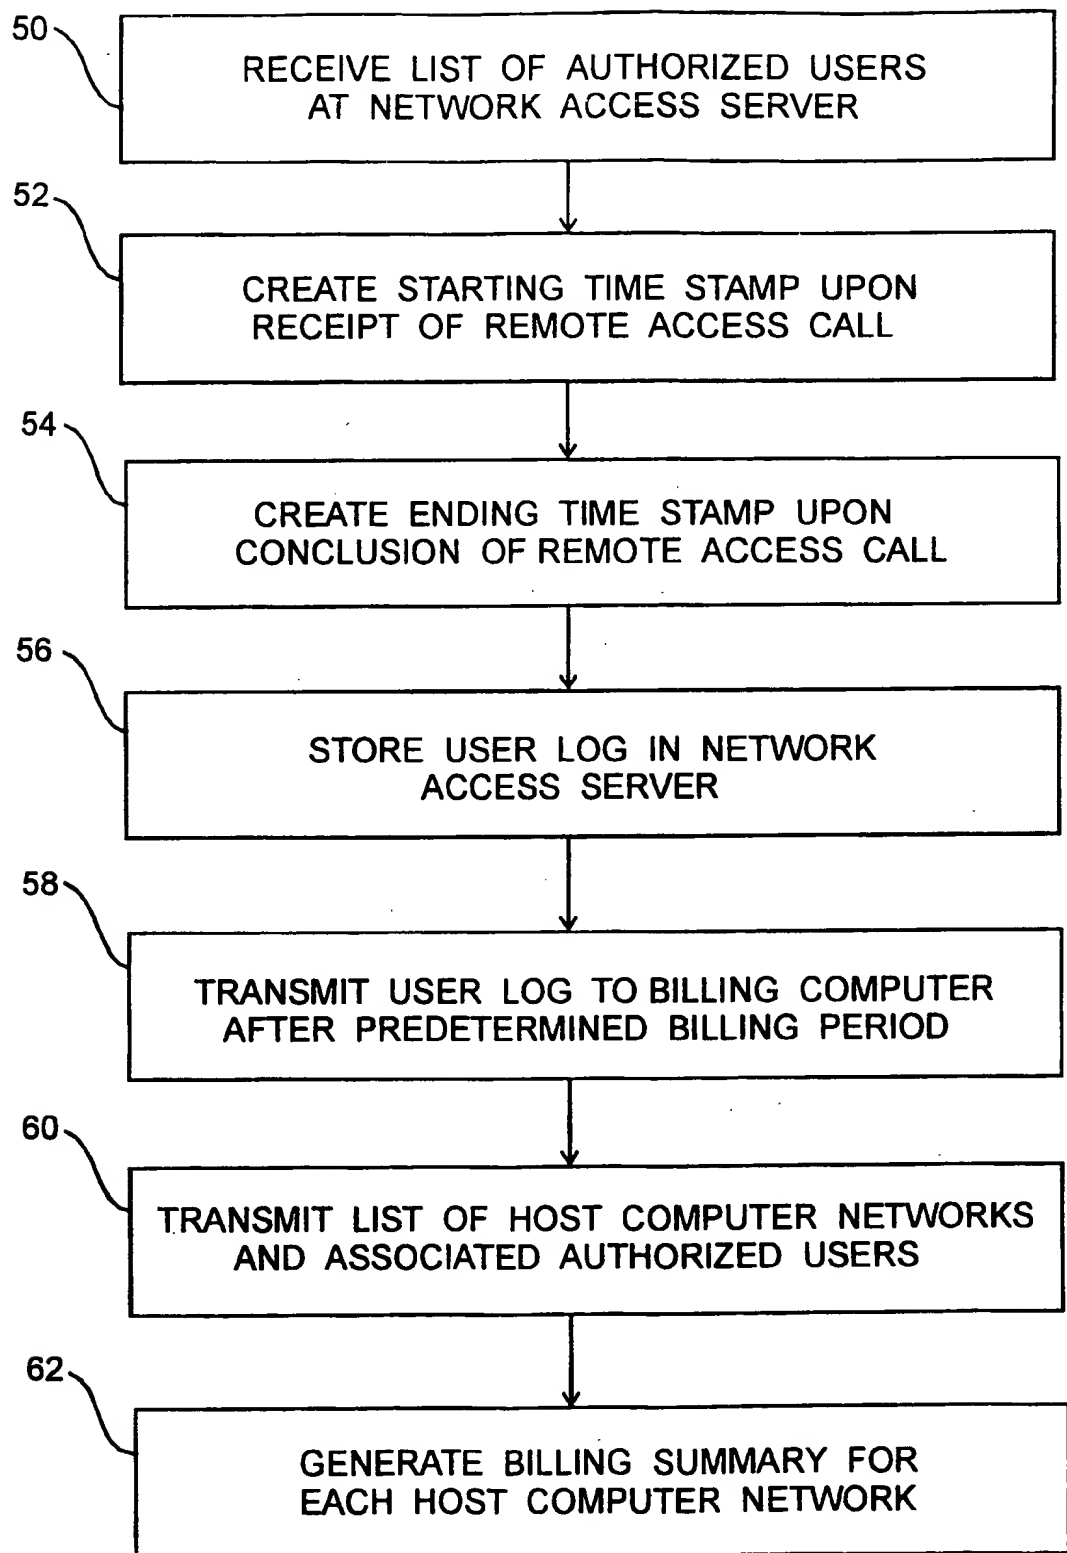 50
RECEIVE LIST OF AUTHORIZED USERS
AT NETWORK ACCESS SERVER
52
CREATE STARTING TIME STAMP UPON
RECEIPT OF REMOTE ACCESS CALL
54
CREATE ENDING TIME STAMP UPON
CONCLUSION OF REMOTE ACCESS CALL
56
STORE USER LOG IN NETWORK
ACCESS SERVER
58
TRANSMIT USER LOG TO BILLING COMPUTER
AFTER PREDETERMINED BILLING PERIOD
60
TRANSMIT LIST OF HOST COMPUTER NETWORKS
AND ASSOCIATED AUTHORIZED USERS
62
GENERATE BILLING SUMMARY FOR
EACH HOST COMPUTER NETWORK